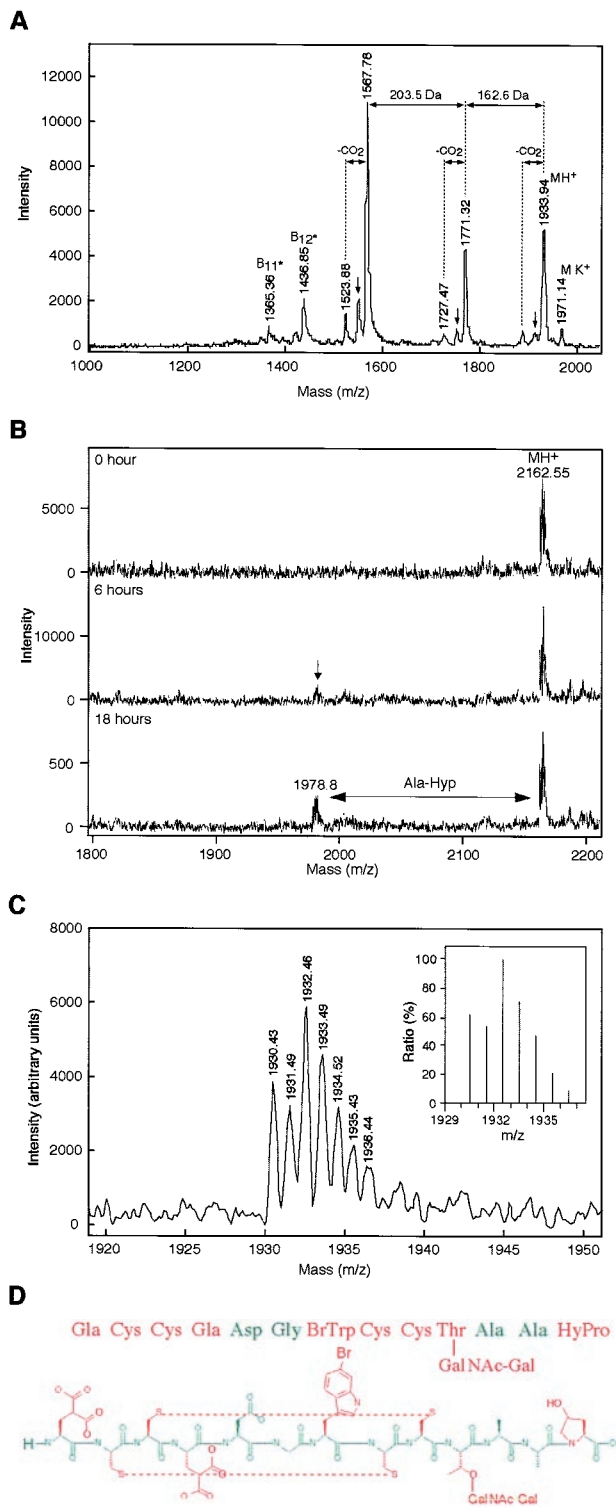 A
12000
10000
8000
6000
4000
2000
0
Intensity
1567.78
203.5 Da
162.6 Da
-CO2
-CO2
-CO2
MH+
1933.94
M K+
1971.14
1771.32
1727.47
1523.88
B12*
1436.85
B11*
1365.36
1000 1200 1400 1600 1800 2000
Mass (m/z)
B
0 hour
MH+
2162.55
5000
0
6 hours
10000
0
Intensity
18 hours
500
0
1978.8
Ala-Hyp
1800 1900 2000 2100 2200
Mass (m/z)
C
8000
6000
4000
2000
0
Intensity (arbitrary units)
1930.43
1931.49
1932.46
1933.49
1934.52
1935.43
1936.44
100
80
60
40
20
0
Ratio (%)
1929 1932 1935
m/z
1920 1925 1930 1935 1940 1945 1950
Mass (m/z)
D
Gla Cys Cys Gla Asp Gly BrTrp Cys Cys Thr Ala Ala HyPro
GalNAc-Gal
Br
HO
H
S
S
S
S
GalNAc-Gal